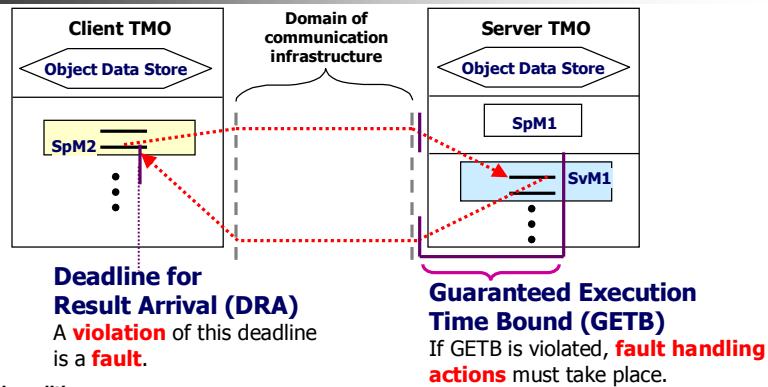 Client TMO
Object Data Store
SpM2
Domain of
communication
infrastructure
Server TMO
Object Data Store
SpM1
SvM1
Deadline for
Result Arrival (DRA)
A violation of this deadline
is a fault.
Guaranteed Execution
Time Bound (GETB)
If GETB is violated, fault handling
actions must take place.